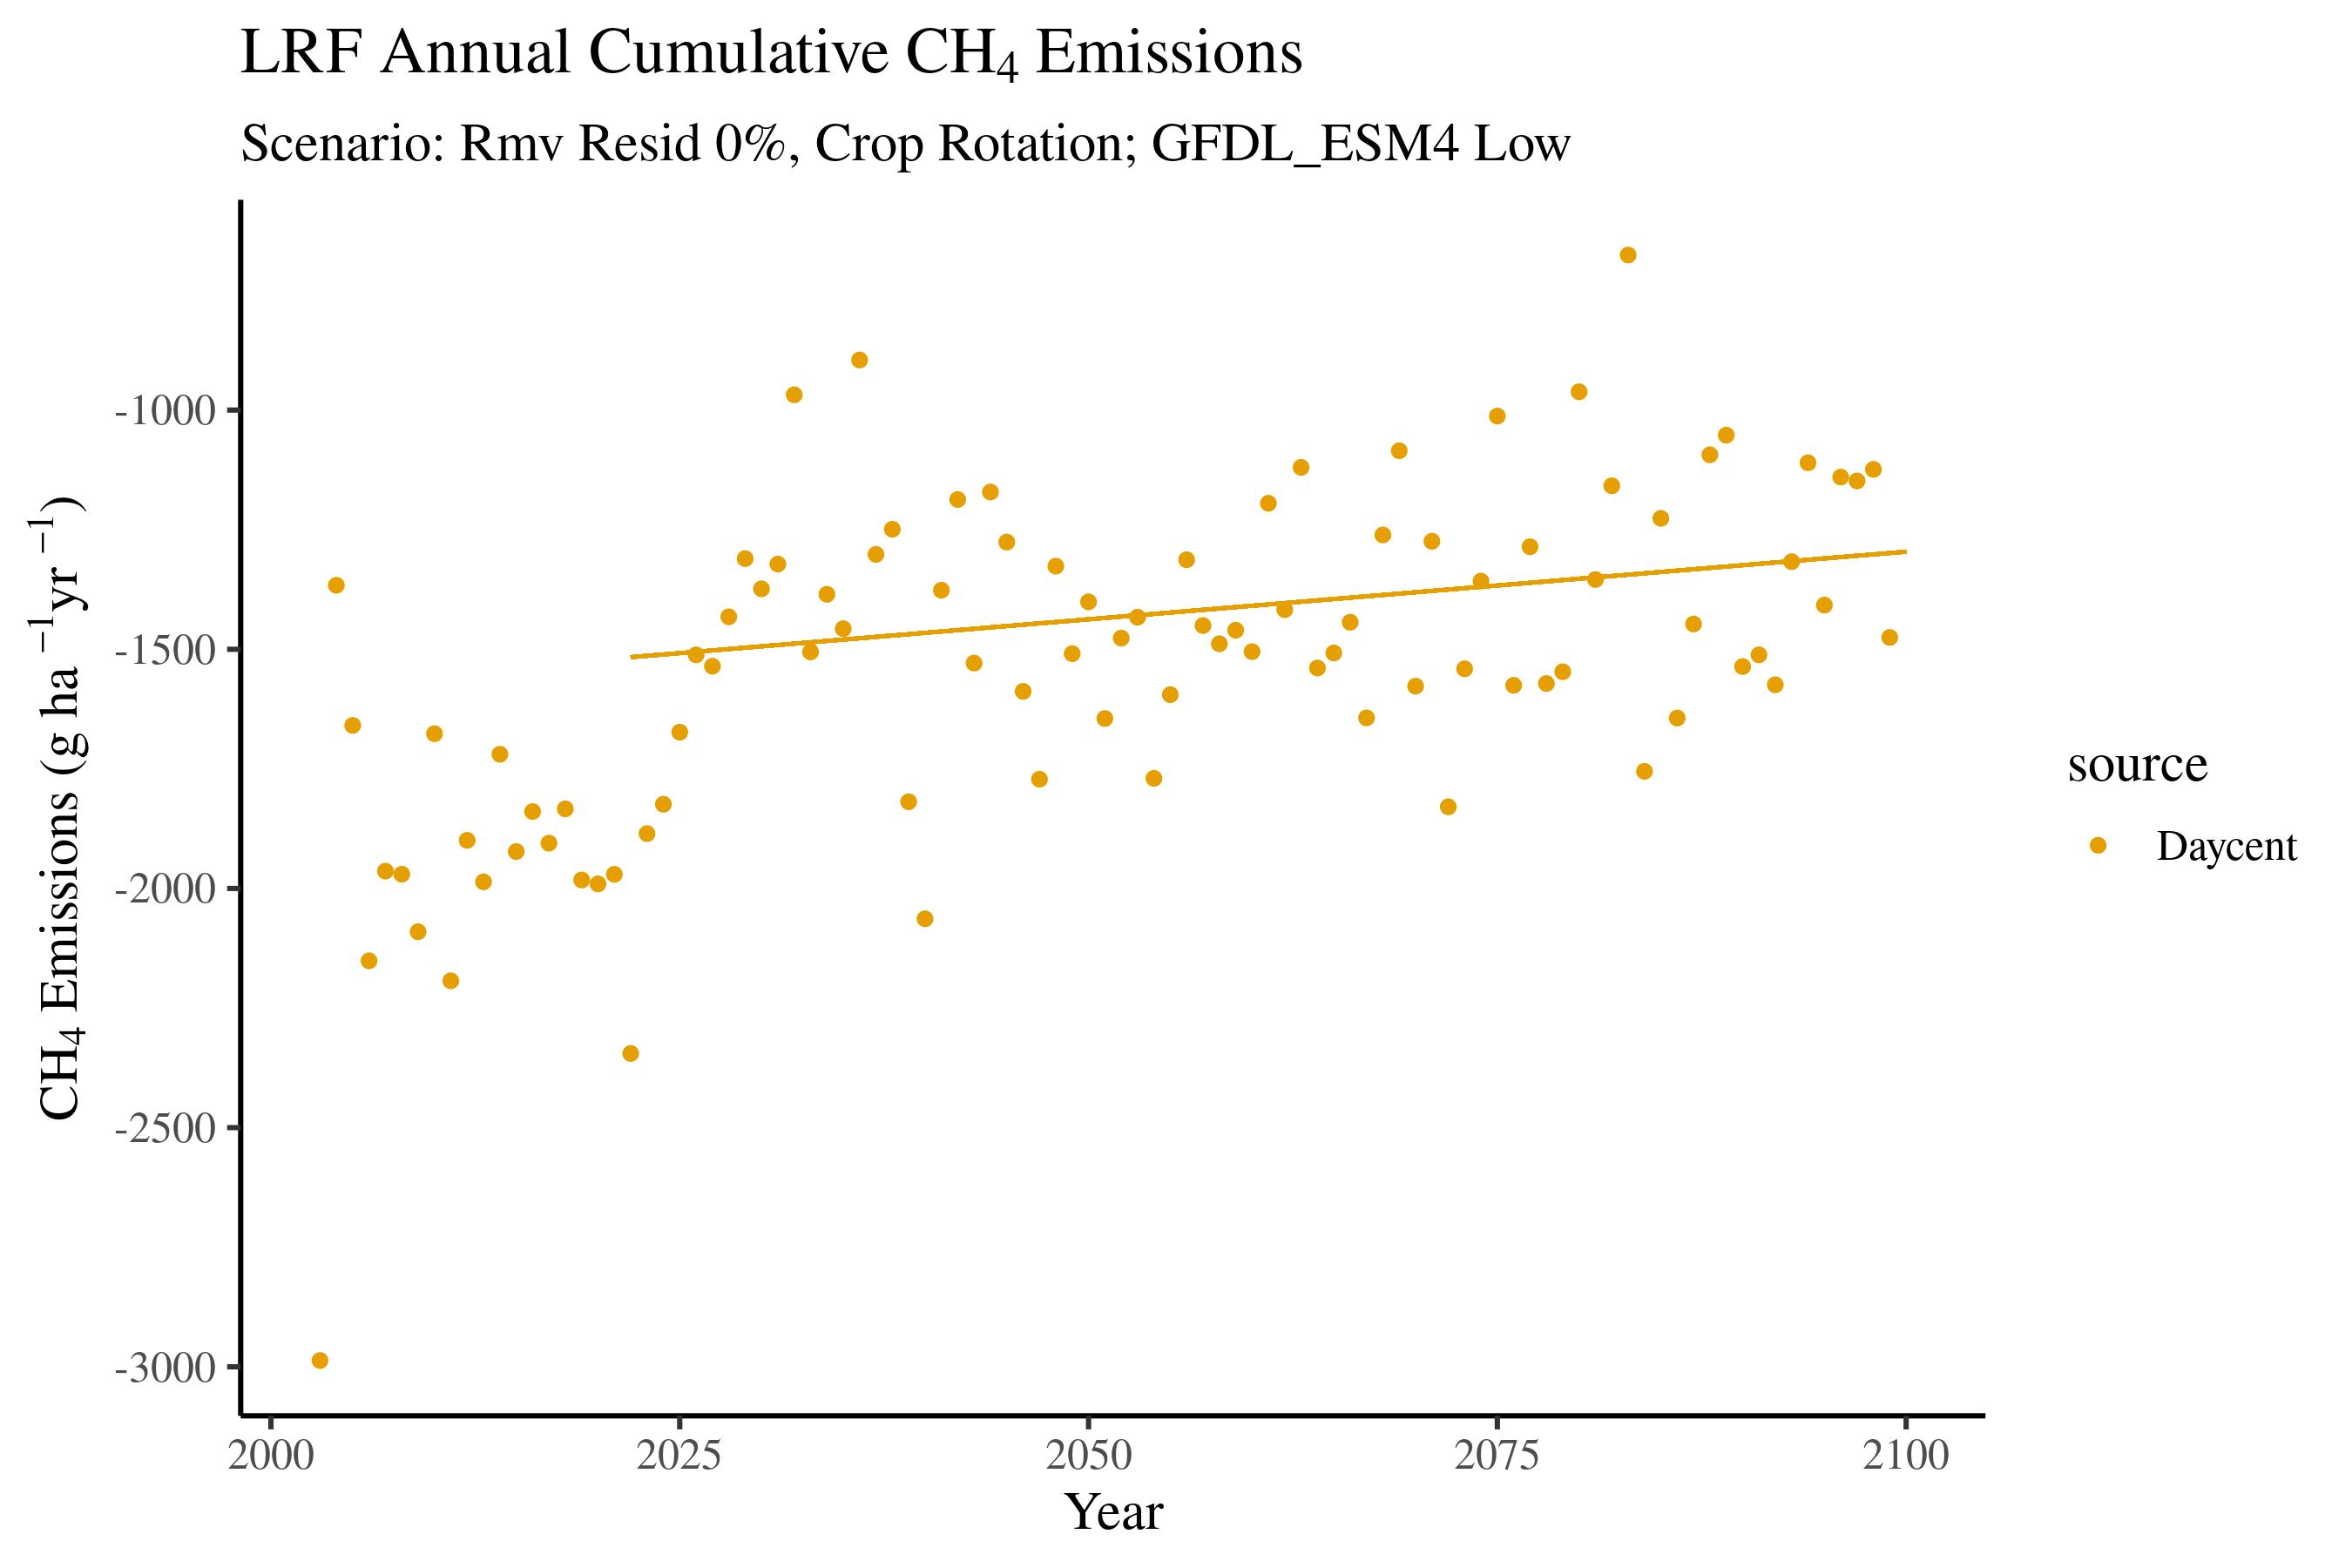 LRF Annual Cumulative CH₄ Emissions
Scenario: Rmv Resid 0%, Crop Rotation; GFDL_ESM4 Low
CH₄ Emissions (g ha ⁻¹yr ⁻¹)
-1000
-1500
-2000
-2500
-3000
2000 2025 2050 2075 2100
Year
source
Daycent